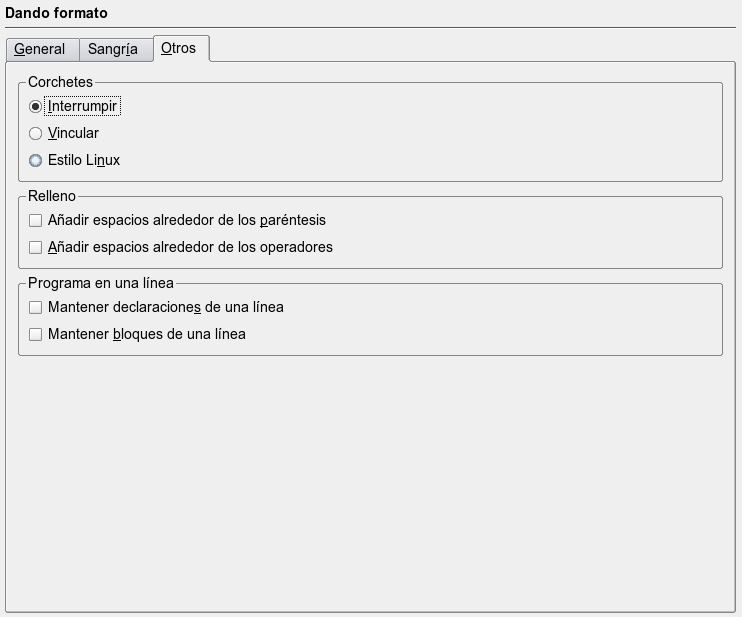 Dando formato
General Sangría Otros
Corchetes
Interrumpir
Vincular
Estilo Linux
Relleno
Añadir espacios alrededor de los paréntesis
Añadir espacios alrededor de los operadores
Programa en una línea
Mantener declaraciones de una línea
Mantener bloques de una línea